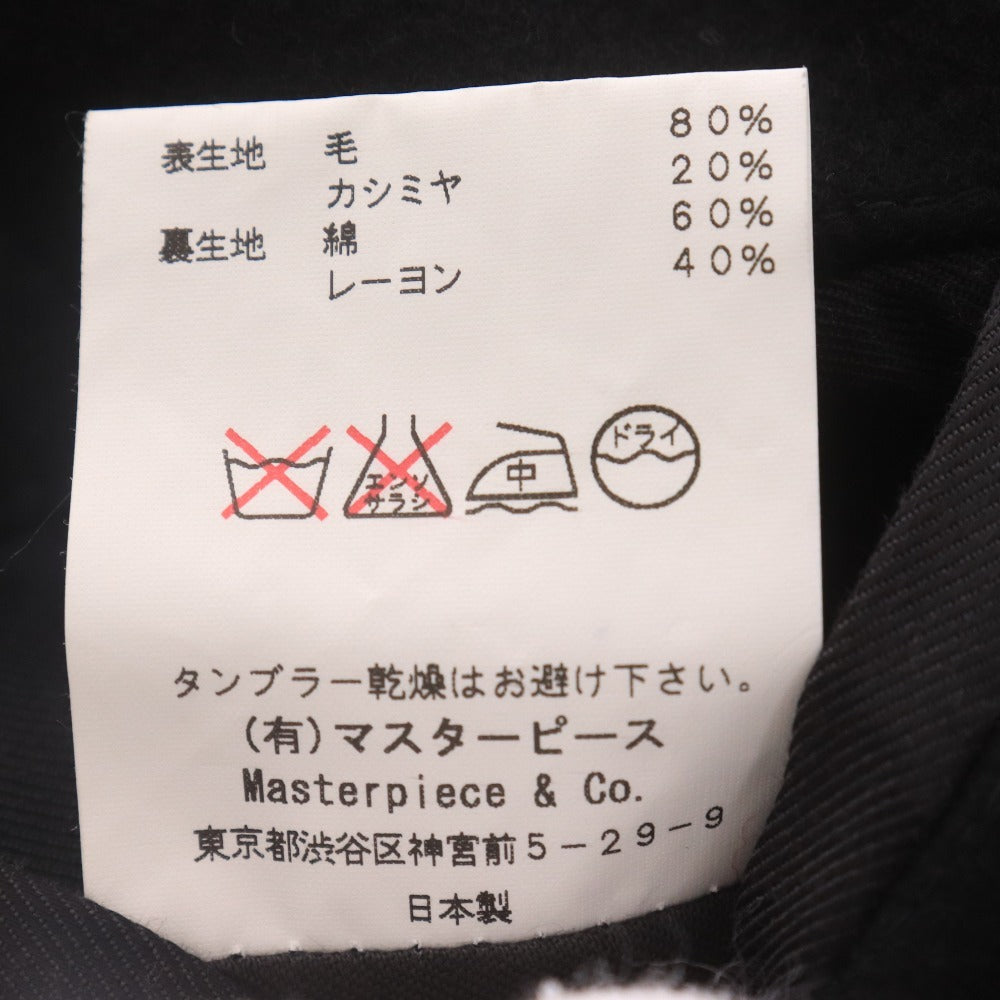 表生地 毛 80%
カシミヤ 20%
裏生地 綿 60%
レーヨン 40%
エンソ
サラシ
中
ドライ
タンブラー乾燥はお避け下さい。
(有)マスターピース
Masterpiece & Co.
東京都渋谷区神宮前5-29-9
日本製